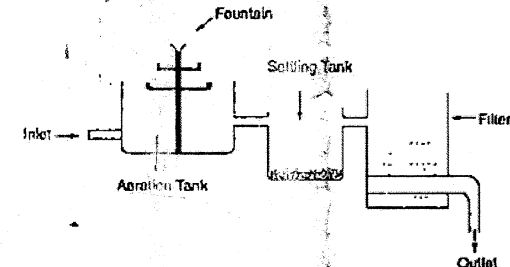 Fountain
Settling Tank
Inlet
Filter
Aeration Tank
Outlet